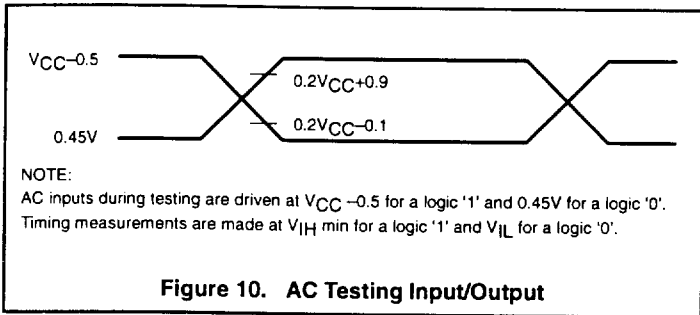 VCC–0.5
0.2VCC+0.9
0.2VCC–0.1
0.45V
NOTE:
AC inputs during testing are driven at VCC –0.5 for a logic '1' and 0.45V for a logic '0'.
Timing measurements are made at VIH min for a logic '1' and VIL for a logic '0'.
Figure 10. AC Testing Input/Output